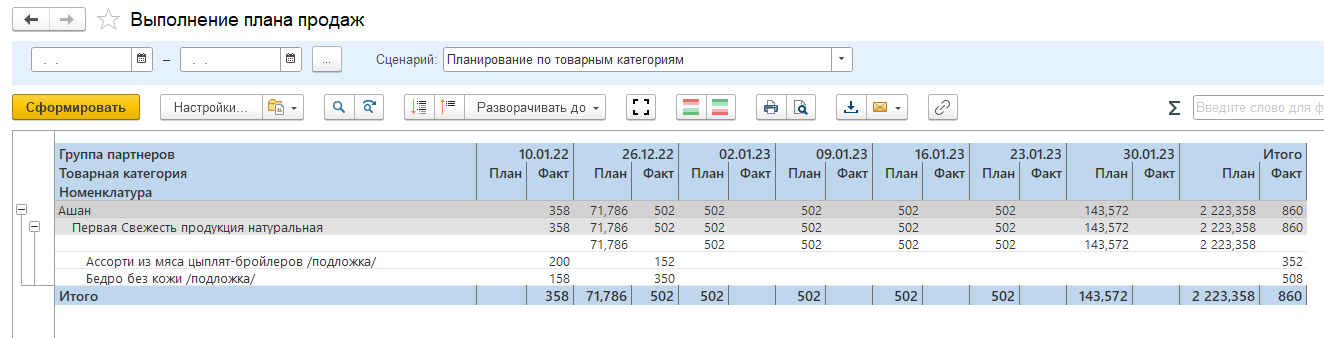 Выполнение плана продаж
. . – . . ... Сценарий: Планирование по товарным категориям
Сформировать Настройки... Разворачивать до Σ Введите слово для ф
Группа партнеров 10.01.22 26.12.22 02.01.23 09.01.23 16.01.23 23.01.23 30.01.23 Итого
Товарная категория План Факт План Факт План Факт План Факт План Факт План Факт План Факт План Факт
Номенклатура
Ашан 358 71,786 502 502 502 502 502 143,572 2 223,358 860
Первая Свежесть продукция натуральная 358 71,786 502 502 502 502 502 143,572 2 223,358 860
71,786 502 502 502 502 143,572 2 223,358
Ассорти из мяса цыплят-бройлеров /подложка/ 200 152 352
Бедро без кожи /подложка/ 158 350 508
Итого 358 71,786 502 502 502 502 502 143,572 2 223,358 860